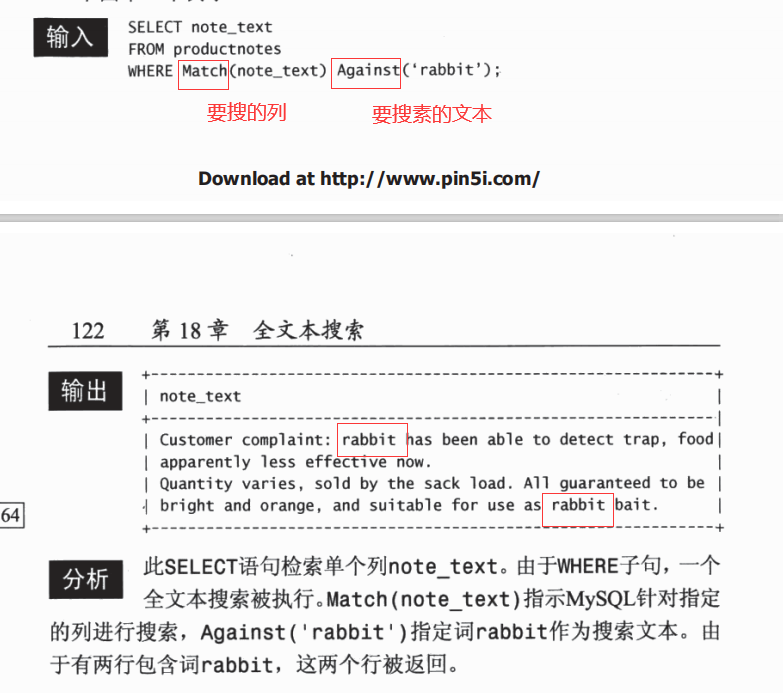 输入
SELECT note_text
FROM productnotes
WHERE Match(note_text) Against(‘rabbit’);
要搜的列 要搜素的文本
Download at http://www.pin5i.com/
122 第 18 章 全文本搜索
输出
+-----------------------------------------------------------------+
| note_text |
+-----------------------------------------------------------------|
| Customer complaint: rabbit has been able to detect trap, food|
| apparently less effective now. |
| Quantity varies, sold by the sack load. All guaranteed to be |
| bright and orange, and suitable for use as rabbit bait. |
+-----------------------------------------------------------------+
64
分析
此SELECT语句检索单个列note_text。由于WHERE子句，一个
全文本搜索被执行。Match(note_text)指示MySQL针对指定
的列进行搜索，Against('rabbit')指定词rabbit作为搜索文本。由
于有两行包含词rabbit，这两个行被返回。